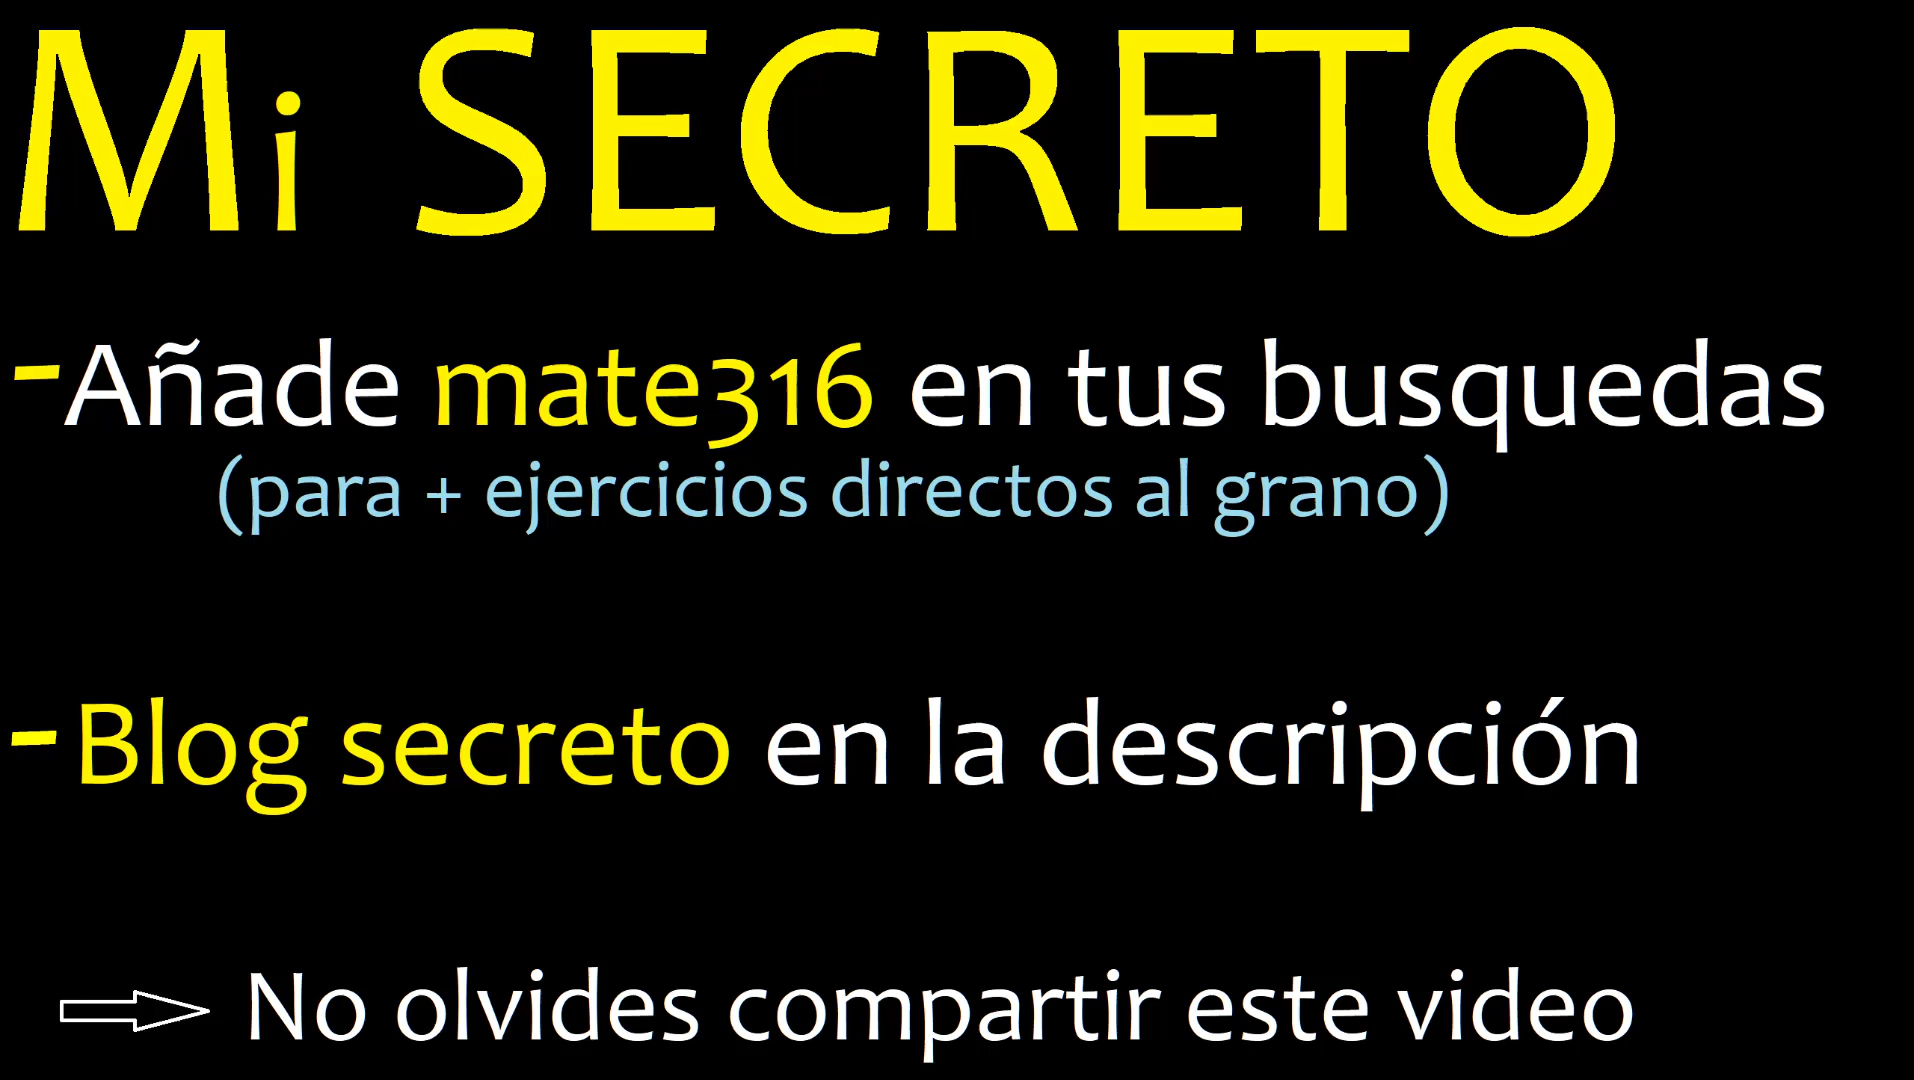 Mi SECRETO
-Añade mate316 en tus busquedas
(para + ejercicios directos al grano)
-Blog secreto en la descripción
No olvides compartir este video